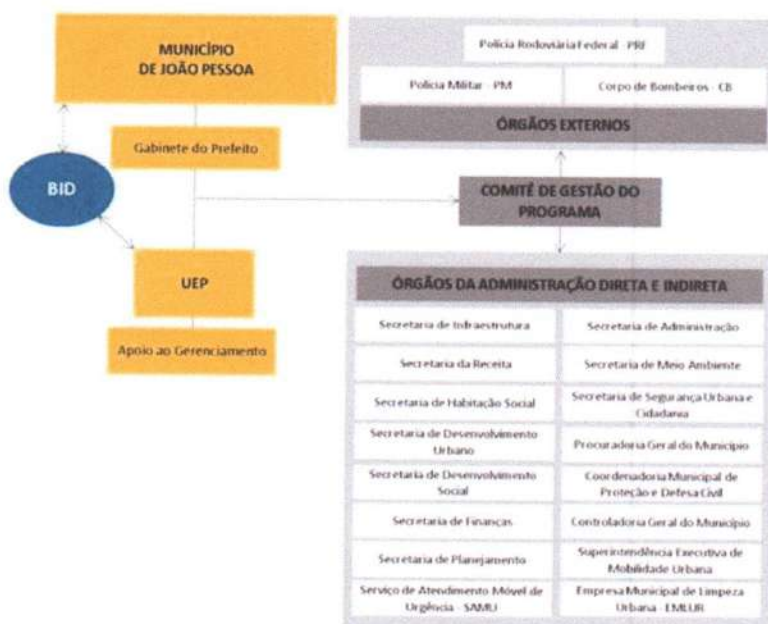 MUNICÍPIO
DE JOÃO PESSOA
Gabinete do Prefeito
BID
UEP
Apoio ao Gerenciamento
Polícia Rodoviária Federal - PRF
Polícia Militar - PM
Corpo de Bombeiros - CB
ÓRGÃOS EXTERNOS
COMITÊ DE GESTÃO DO
PROGRAMA
ÓRGÃOS DA ADMINISTRAÇÃO DIRETA E INDIRETA
Secretaria de Infraestrutura
Secretaria de Administração
Secretaria da Receita
Secretaria de Meio Ambiente
Secretaria de Habitação Social
Secretaria de Segurança Urbana e
Cidadania
Secretaria de Desenvolvimento
Urbano
Procuradoria Geral do Município
Secretaria de Desenvolvimento
Social
Coordenadoria Municipal de
Proteção e Defesa Civil
Secretaria de Finanças
Controladoria Geral do Município
Secretaria de Planejamento
Superintendência Executiva de
Mobilidade Urbana
Serviço de Atendimento Móvel de
Urgência - SAMU
Empresa Municipal de Limpeza
Urbana - EMLUR